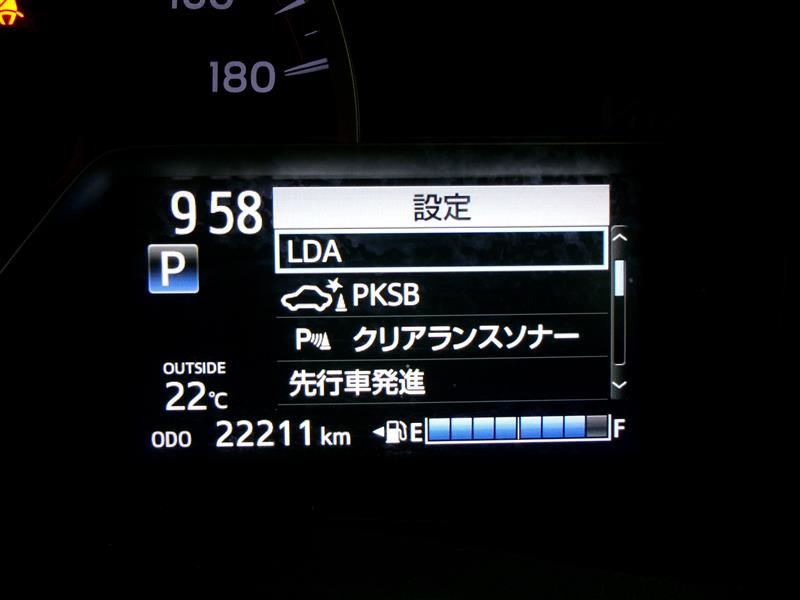 180
9 58
設定
LDA
P
PKSB
P クリアランスソナー
先行車発進
OUTSIDE
22℃
ODO 22211 km
E F